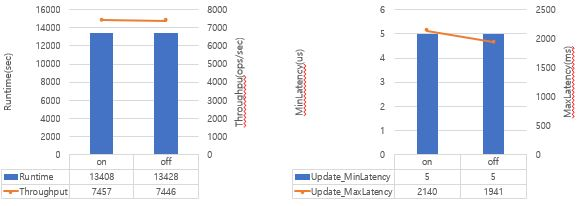 16000 8000
14000 7000
12000 6000
10000 5000
8000 4000
6000 3000
4000 2000
2000 1000
0 0
Runtime(sec)
Throughpu(ops/sec)
on off
Runtime 13408 13428
Throughput 7457 7446
6 2500
5 2000
4 1500
3
2 1000
1 500
0 0
MinLatency(us)
MaxLatency(ms)
on off
Update_MinLatency 5 5
Update_MaxLatency 2140 1941